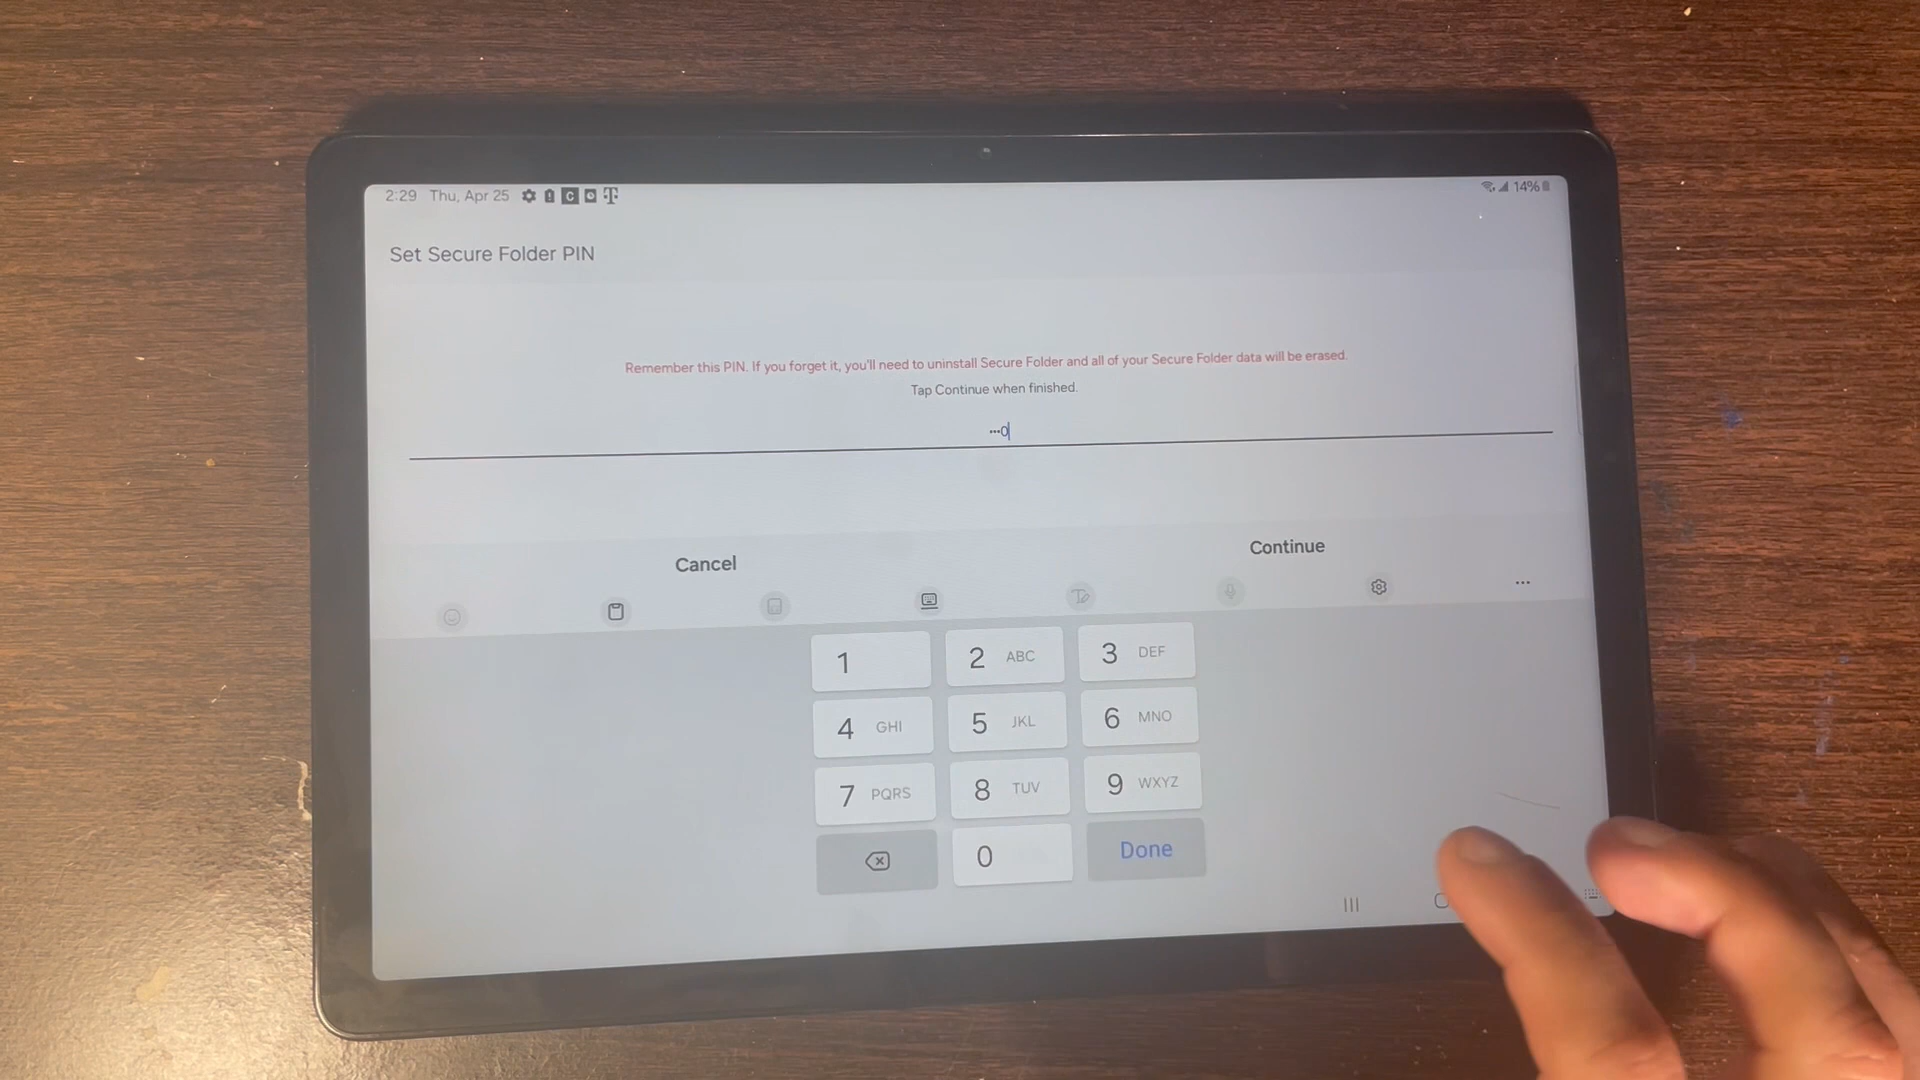 2:29 Thu, Apr 25
14%
Set Secure Folder PIN
Remember this PIN. If you forget it, you'll need to uninstall Secure Folder and all of your Secure Folder data will be erased.
Tap Continue when finished.
•••0
Cancel Continue
1 2 ABC 3 DEF
4 GHI 5 JKL 6 MNO
7 PQRS 8 TUV 9 WXYZ
0 Done